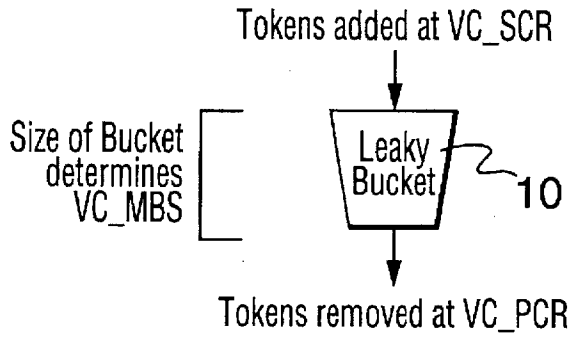 Tokens added at VC_SCR
Size of Bucket
determines
VC_MBS
Leaky
Bucket
10
Tokens removed at VC_PCR